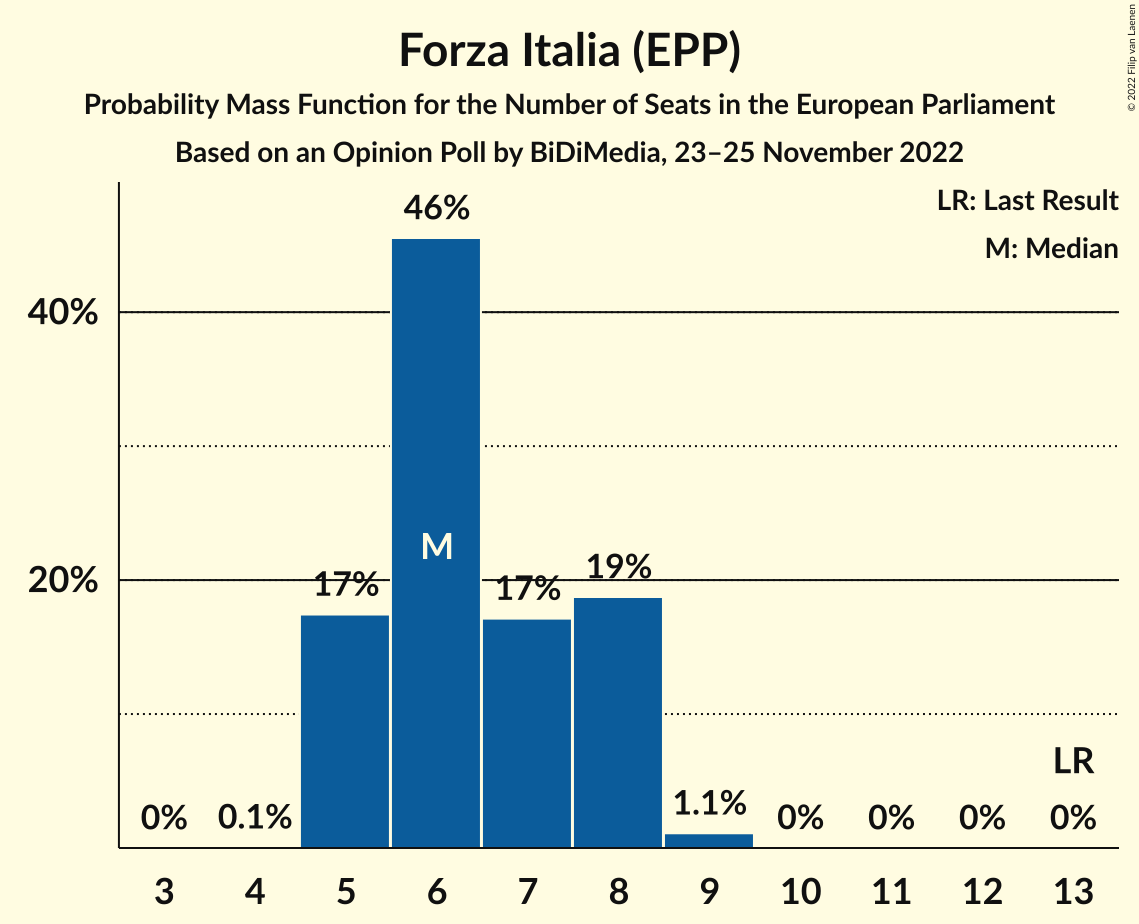 Forza Italia (EPP)
Probability Mass Function for the Number of Seats in the European Parliament
Based on an Opinion Poll by BiDiMedia, 23–25 November 2022
© 2022 Filip van Laenen
LR: Last Result
M: Median
46%
40%
M
20%
17%
17%
19%
LR
0%
0.1%
1.1%
0%
0%
0%
0%
3 4 5 6 7 8 9 10 11 12 13